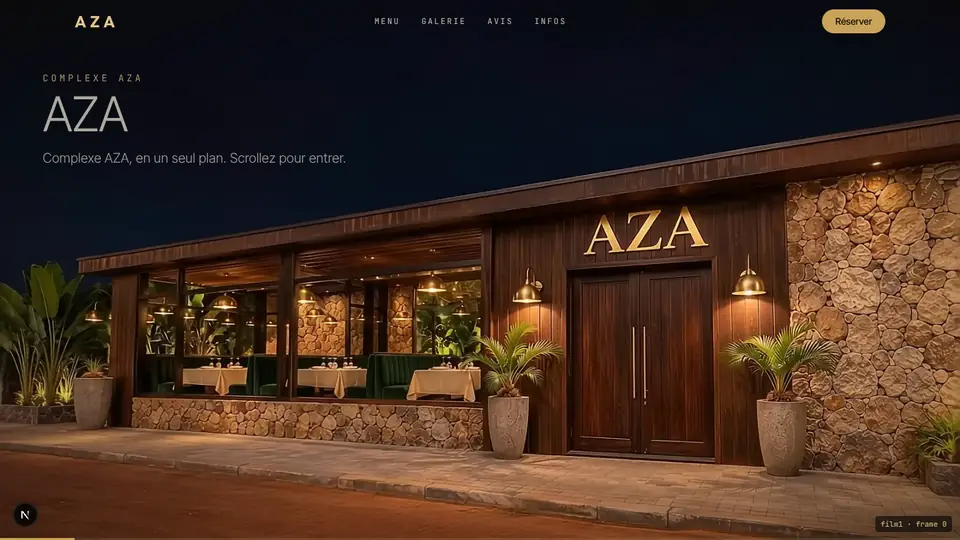 AZA
MENU GALERIE AVIS INFOS
Réserver
COMPLEXE AZA
AZA
Complexe AZA, en un seul plan. Scrollez pour entrer.
AZA
N
film1 · frame 0